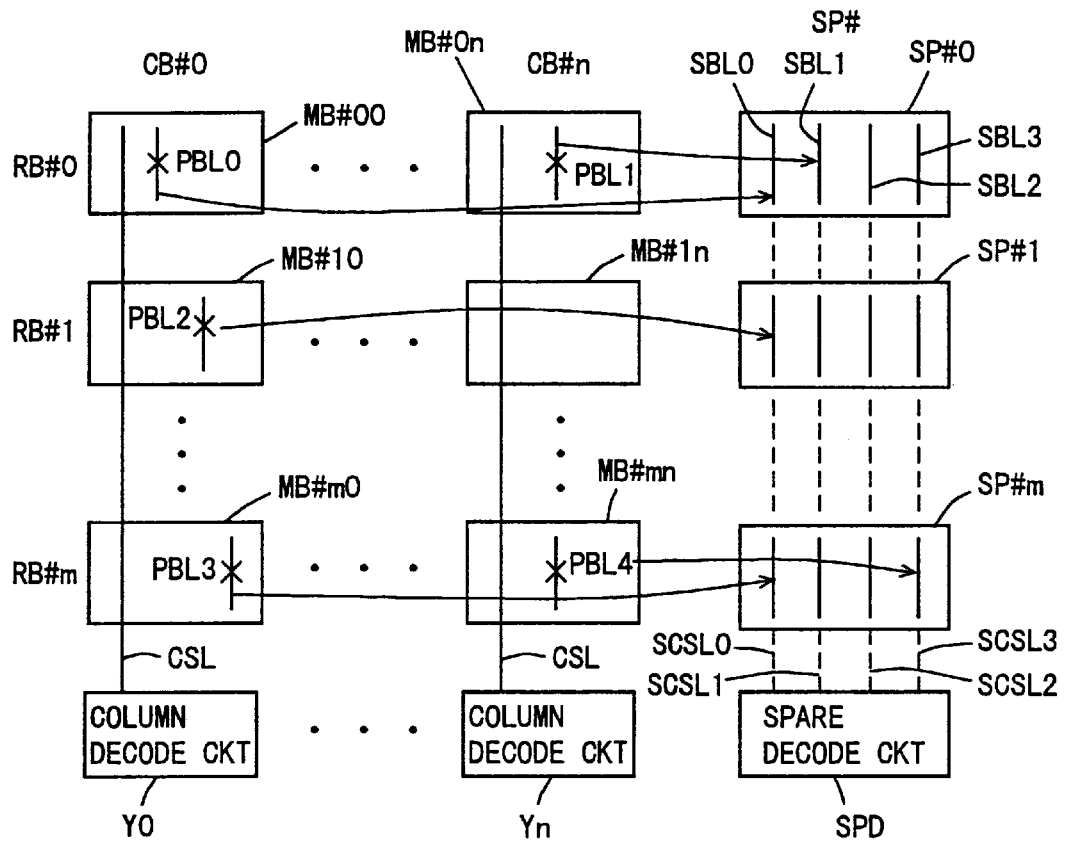 SP#
CB#0
MB#0n
CB#n
SBL0
SBL1
SP#0
MB#00
RB#0
PBL0
PBL1
SBL3
SBL2
MB#10
MB#1n
SP#1
RB#1
PBL2
MB#m0
MB#mn
SP#m
RB#m
PBL3
PBL4
CSL
CSL
SCSL0
SCSL3
SCSL1
SCSL2
COLUMN
DECODE CKT
COLUMN
DECODE CKT
SPARE
DECODE CKT
Y0
Yn
SPD